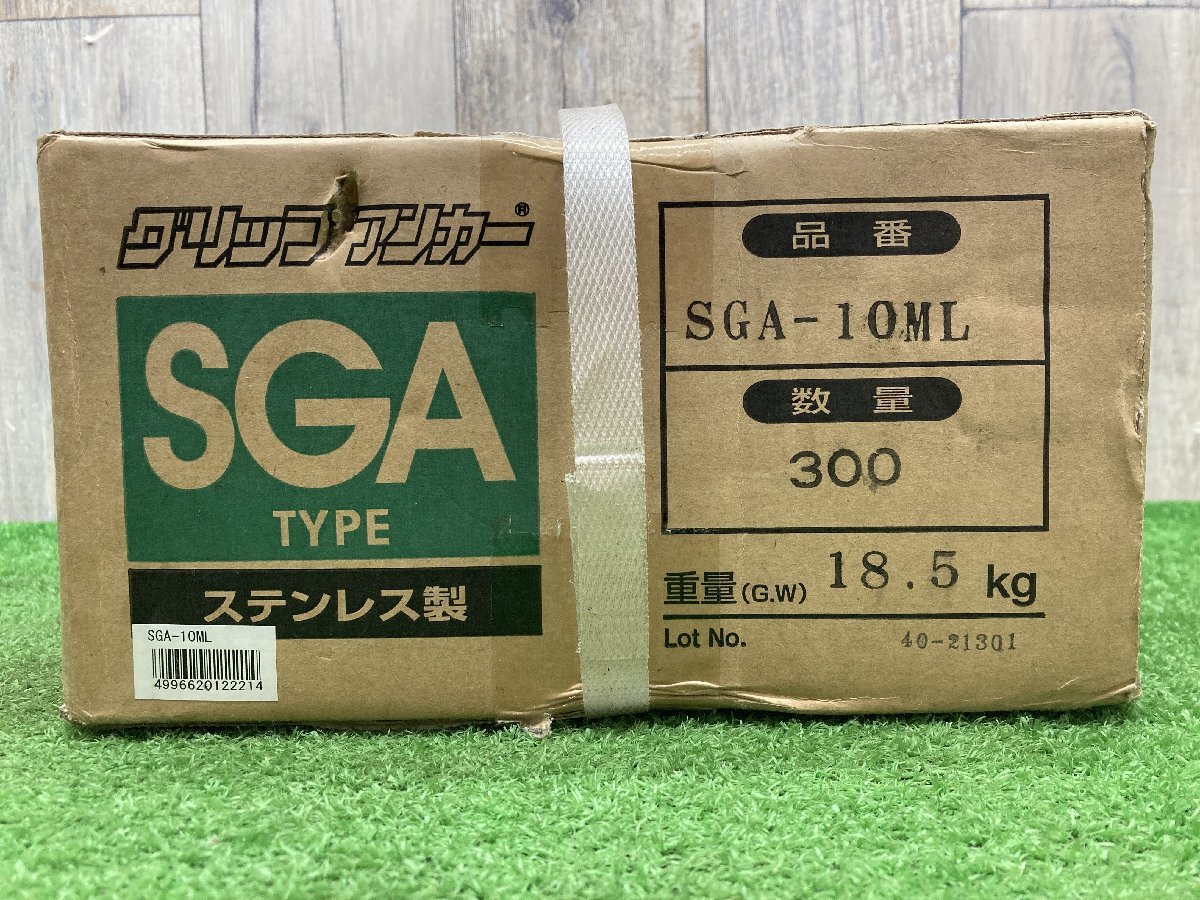 グリップアンカー®
SGA
TYPE
ステンレス製
SGA-10ML
4996620122214
品番
SGA-10ML
数量
300
重量(G.W) 18.5 kg
Lot No. 40-21301